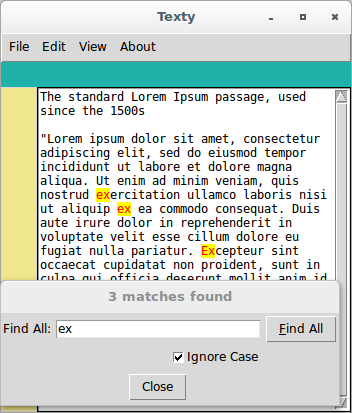 Texty
File Edit View About
The standard Lorem Ipsum passage, used
since the 1500s
"Lorem ipsum dolor sit amet, consectetur
adipiscing elit, sed do eiusmod tempor
incididunt ut labore et dolore magna
aliqua. Ut enim ad minim veniam, quis
nostrud exercitation ullamco laboris nisi
ut aliquip ex ea commodo consequat. Duis
aute irure dolor in reprehenderit in
voluptate velit esse cillum dolore eu
fugiat nulla pariatur. Excepteur sint
occaecat cupidatat non proident, sunt in
culpa qui officia deserunt mollit anim id
3 matches found
Find All: ex Find All
Ignore Case
Close